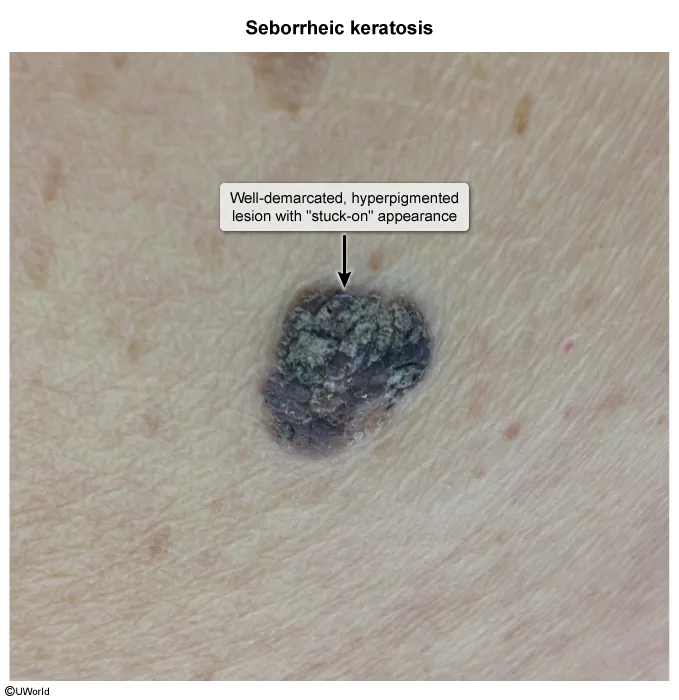 Seborrheic keratosis
Well-demarcated, hyperpigmented
lesion with "stuck-on" appearance
©UWorld